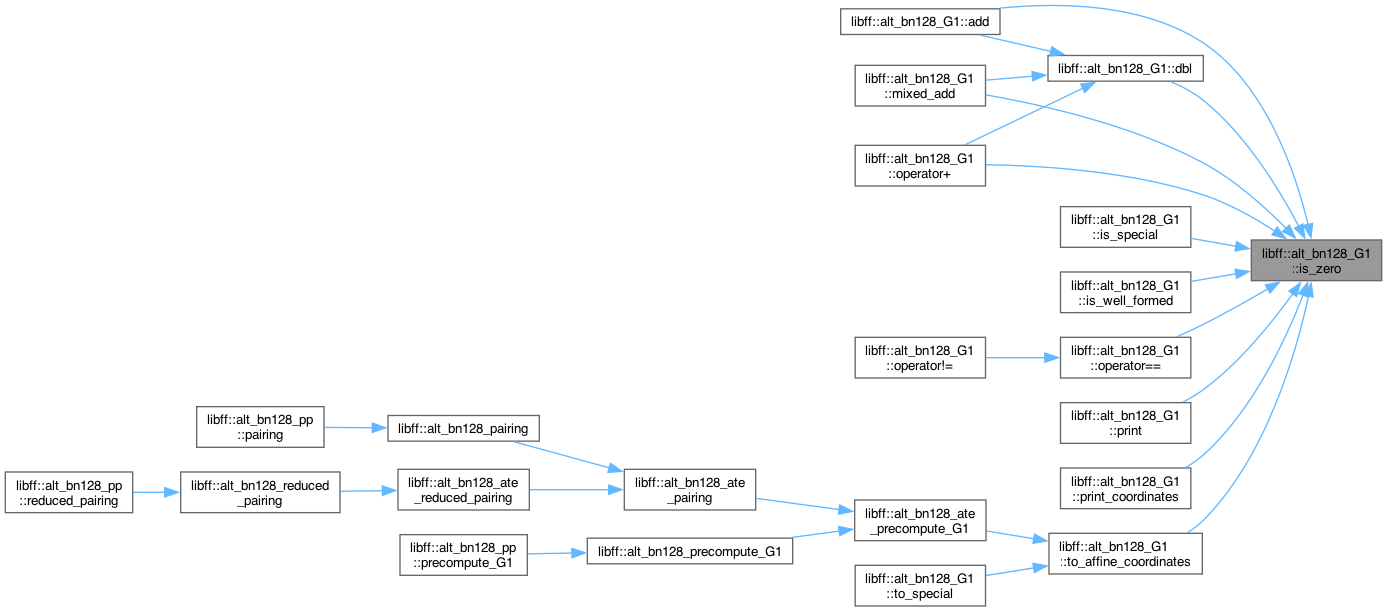 libff::alt_bn128_G1::add
libff::alt_bn128_G1::dbl
libff::alt_bn128_G1
::mixed_add
libff::alt_bn128_G1
::operator+
libff::alt_bn128_G1
::is_special
libff::alt_bn128_G1
::is_zero
libff::alt_bn128_G1
::is_well_formed
libff::alt_bn128_G1
::operator!=
libff::alt_bn128_G1
::operator==
libff::alt_bn128_pp
::pairing
libff::alt_bn128_pairing
libff::alt_bn128_G1
::print
libff::alt_bn128_pp
::reduced_pairing
libff::alt_bn128_reduced
_pairing
libff::alt_bn128_ate
_reduced_pairing
libff::alt_bn128_ate
_pairing
libff::alt_bn128_G1
::print_coordinates
libff::alt_bn128_ate
_precompute_G1
libff::alt_bn128_pp
::precompute_G1
libff::alt_bn128_precompute_G1
libff::alt_bn128_G1
::to_affine_coordinates
libff::alt_bn128_G1
::to_special